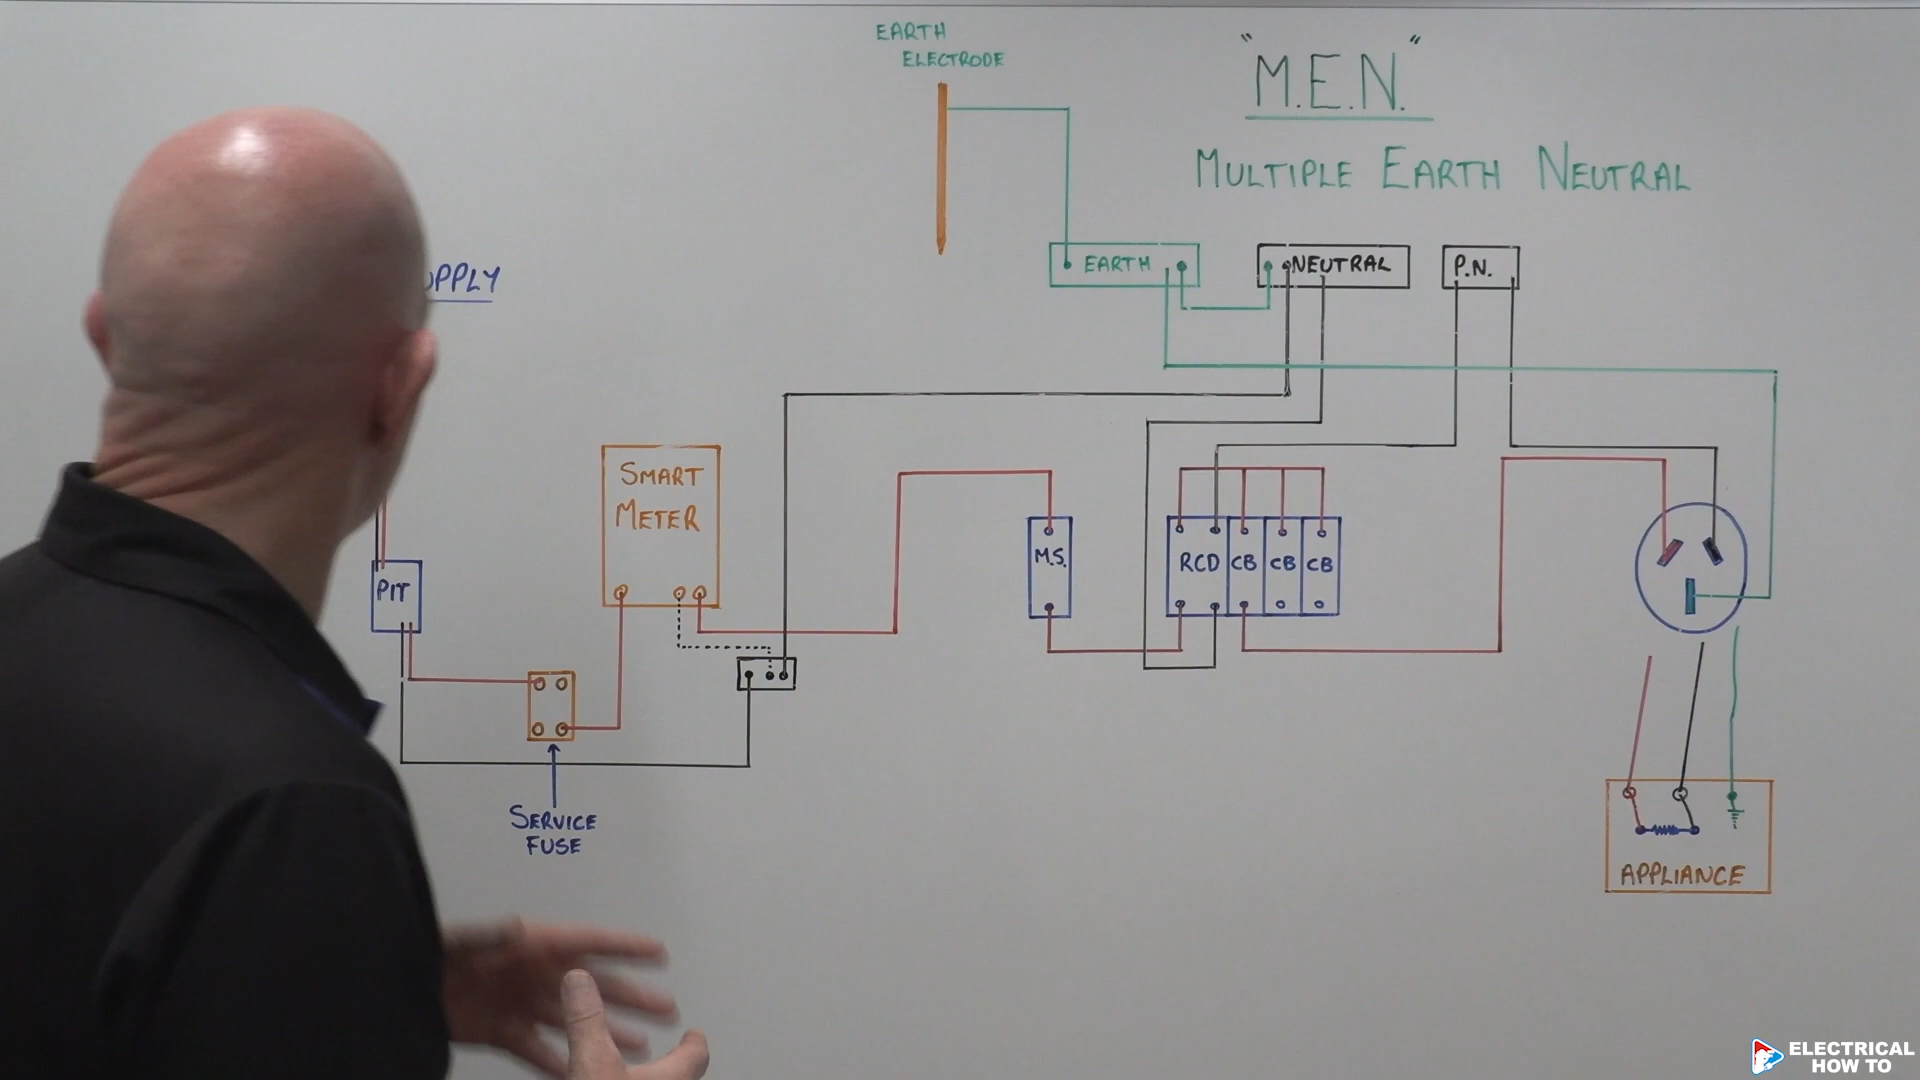 EARTH
ELECTRODE
"M.E.N."
MULTIPLE EARTH NEUTRAL
EARTH
NEUTRAL
P.N.
SMART
METER
M.S.
RCD
CB
CB
CB
PIT
SERVICE
FUSE
APPLIANCE
ELECTRICAL
HOW TO